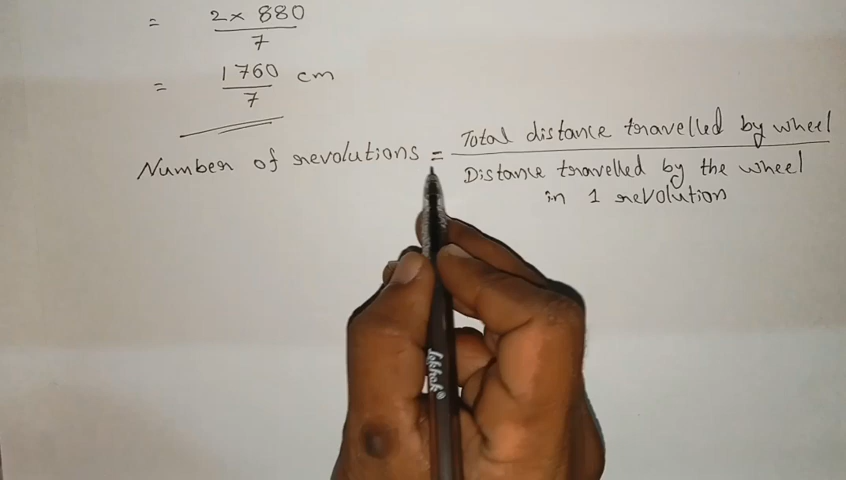 = 2 × 880
7
= 1760 cm
7
Number of revolutions = Total distance travelled by wheel
Distance travelled by the wheel
in 1 revolution
lekhak®